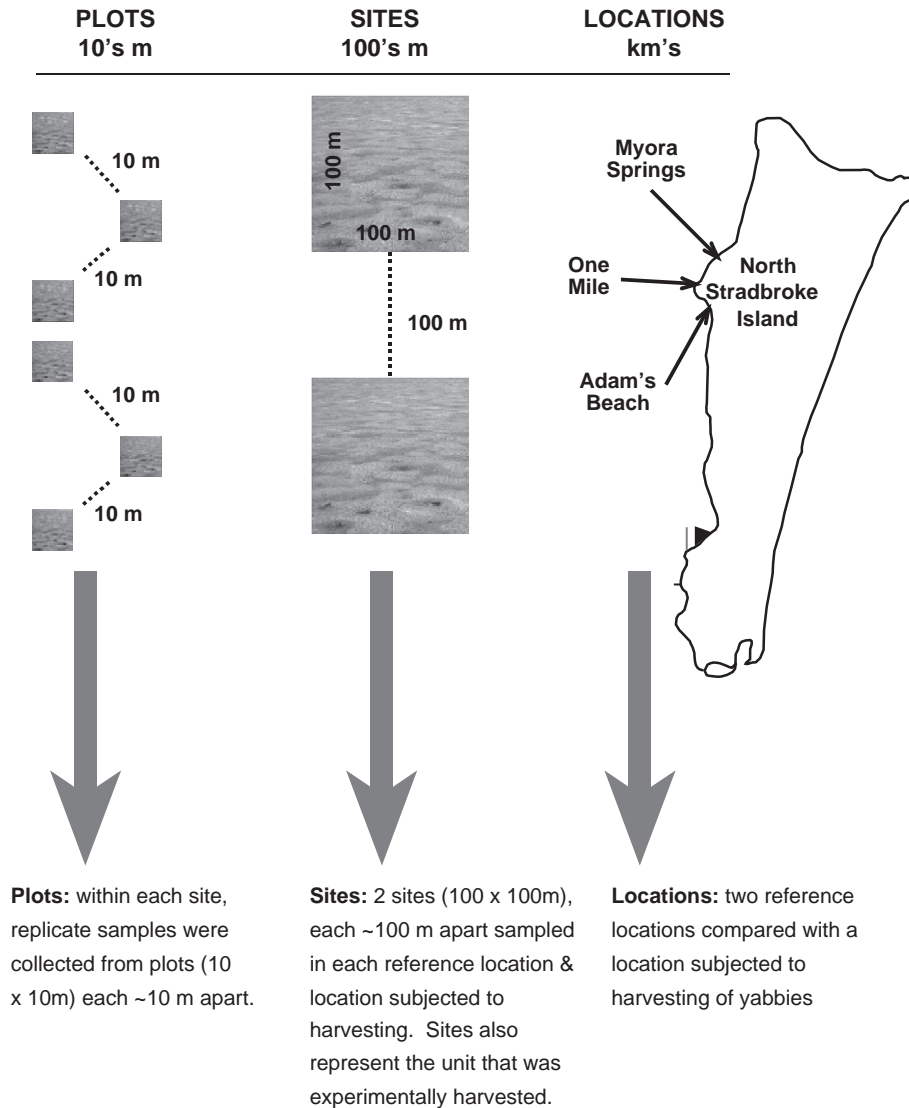 PLOTS
10's m
SITES
100's m
LOCATIONS
km's
10 m
10 m
10 m
10 m
100 m
100 m
100 m
Myora
Springs
One
Mile
North
Stradbroke
Island
Adam's
Beach
Plots: within each site,
replicate samples were
collected from plots (10
x 10m) each ~10 m apart.
Sites: 2 sites (100 x 100m),
each ~100 m apart sampled
in each reference location &
location subjected to
harvesting. Sites also
represent the unit that was
experimentally harvested.
Locations: two reference
locations compared with a
location subjected to
harvesting of yabbies